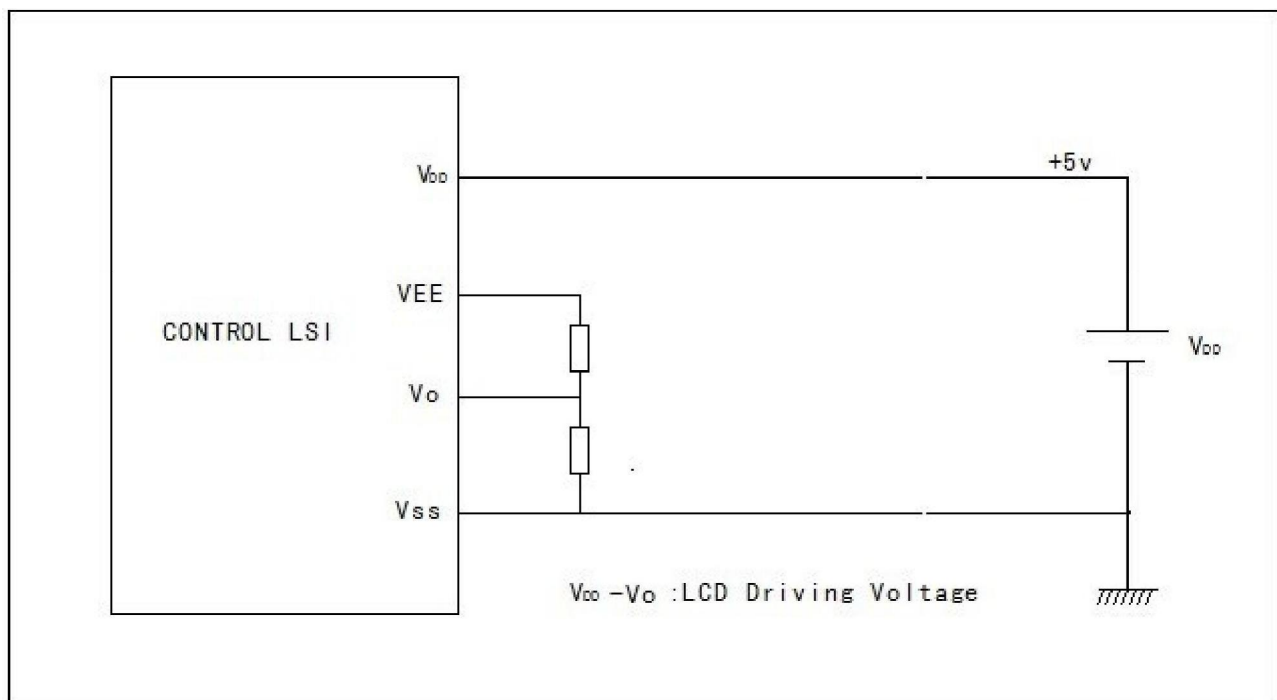 +5v
VDD
VEE
CONTROL LSI
VDD
Vo
Vss
VDD -Vo :LCD Driving Voltage